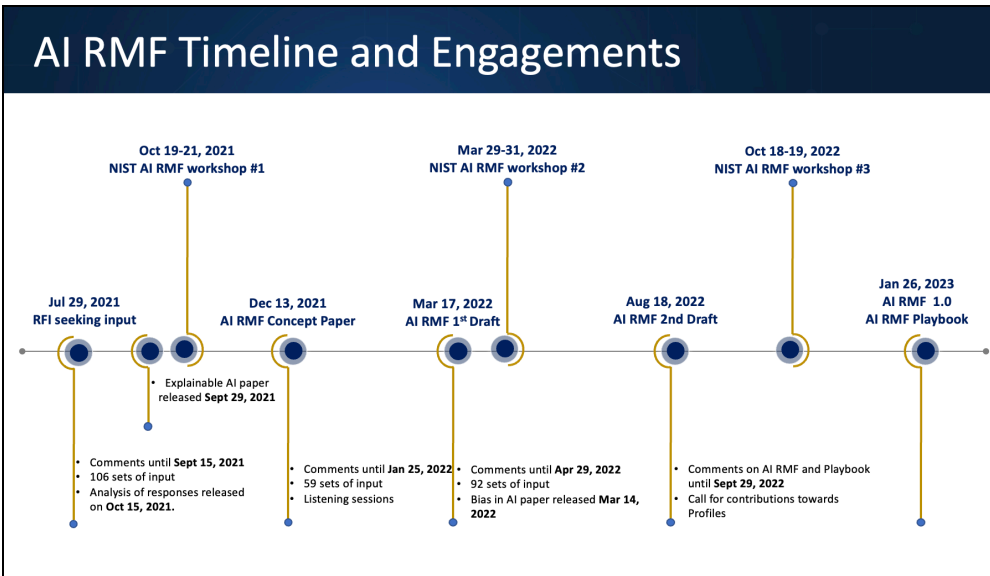 AI RMF Timeline and Engagements
Oct 19-21, 2021
NIST AI RMF workshop #1
Mar 29-31, 2022
NIST AI RMF workshop #2
Oct 18-19, 2022
NIST AI RMF workshop #3
Jul 29, 2021
RFI seeking input
Dec 13, 2021
AI RMF Concept Paper
Mar 17, 2022
AI RMF 1st Draft
Aug 18, 2022
AI RMF 2nd Draft
Jan 26, 2023
AI RMF 1.0
AI RMF Playbook
• Explainable AI paper
released Sept 29, 2021
• Comments until Sept 15, 2021
• 106 sets of input
• Analysis of responses released
on Oct 15, 2021.
• Comments until Jan 25, 2022
• 59 sets of input
• Listening sessions
• Comments until Apr 29, 2022
• 92 sets of input
• Bias in AI paper released Mar 14,
2022
• Comments on AI RMF and Playbook
until Sept 29, 2022
• Call for contributions towards
Profiles